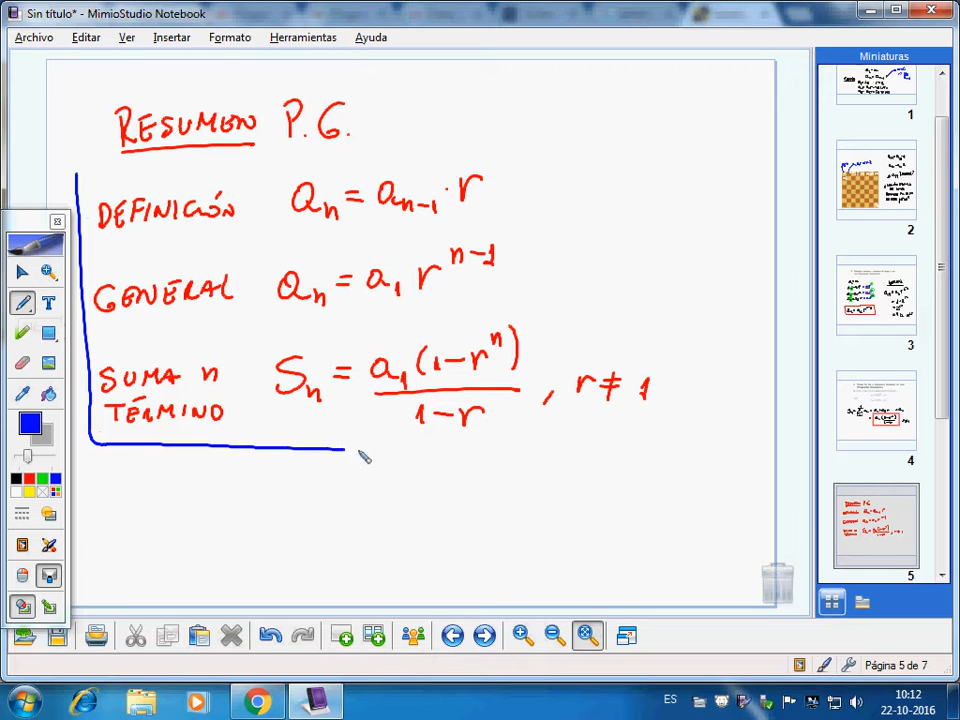 Sin título* - MimioStudio Notebook
Archivo Editar Ver Insertar Formato Herramientas Ayuda
Miniaturas
RESUMEN P.G.
DEFINICIÓN aₙ = aₙ₋₁ · r
GENERAL aₙ = a₁ rⁿ⁻¹
SUMA n TÉRMINO Sₙ = a₁(1-rⁿ) / 1-r , r ≠ 1
1
2
3
4
5
Página 5 de 7
ES
10:12
22-10-2016